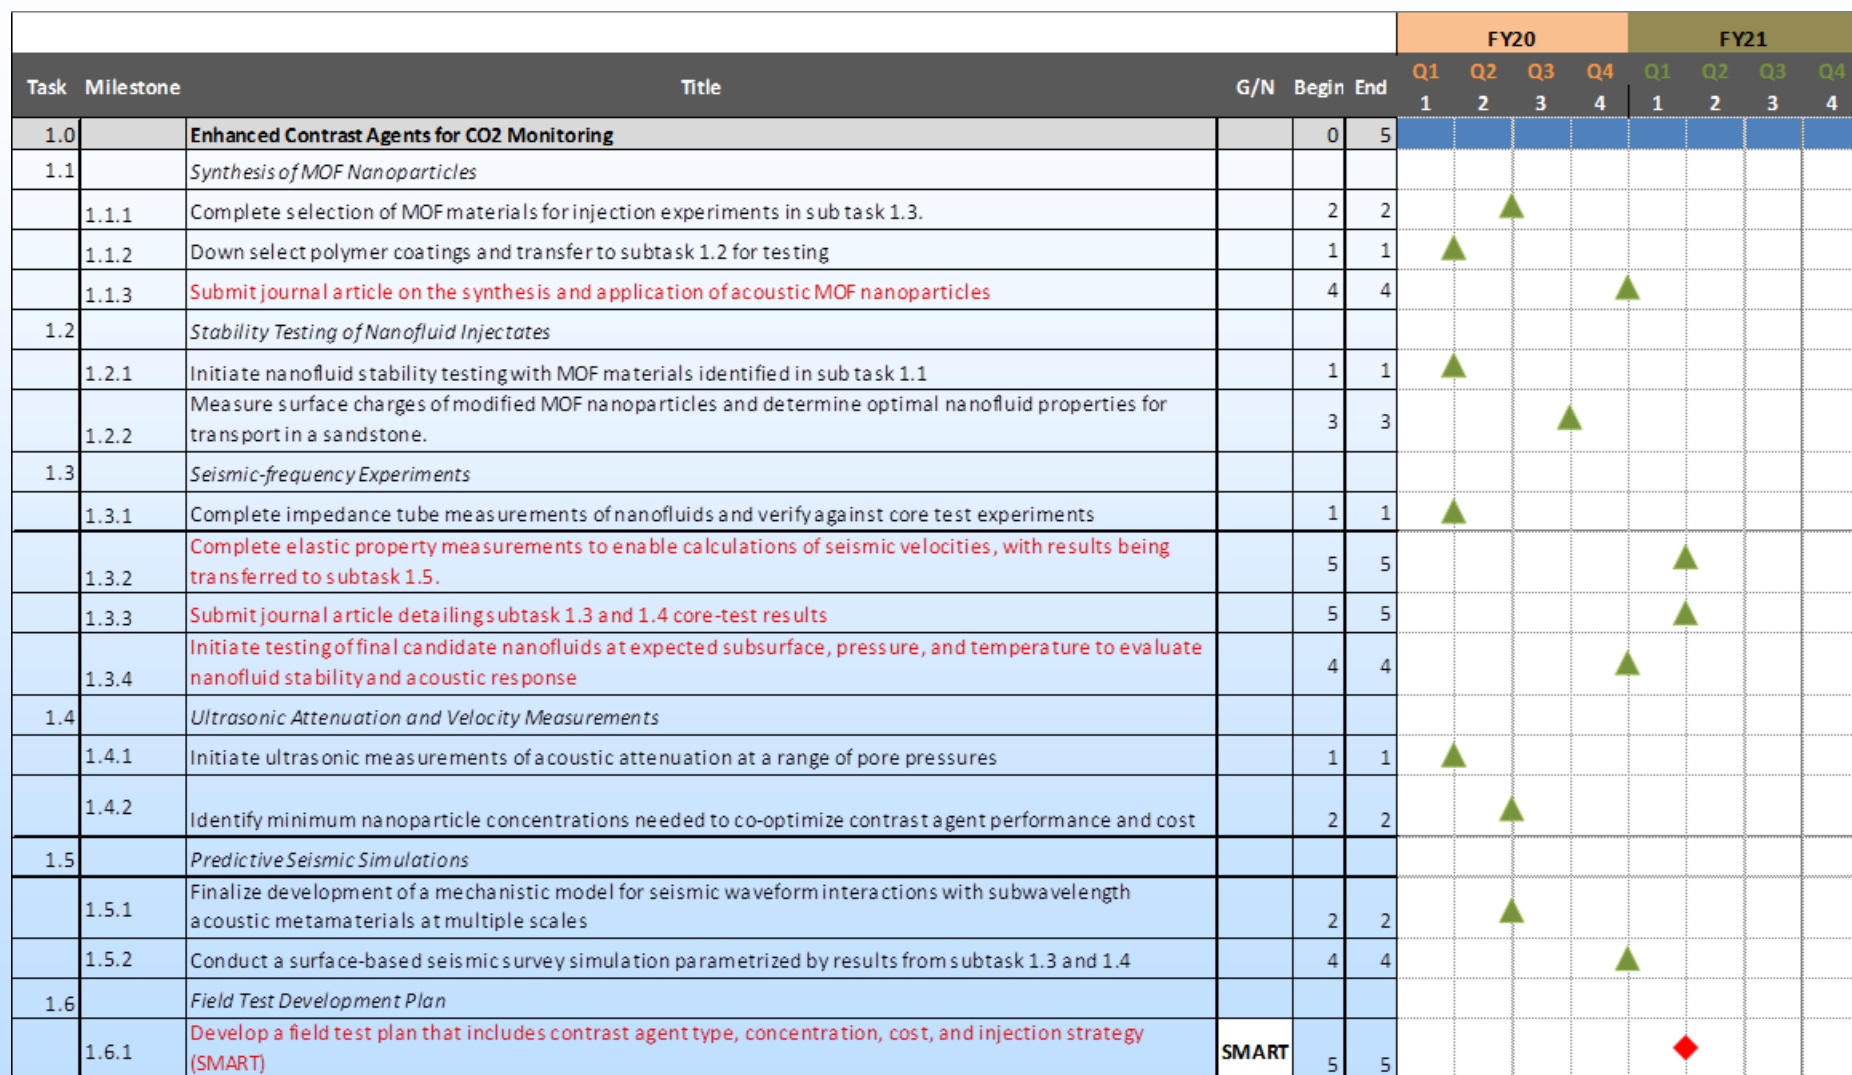 FY20 FY21
Task Milestone Title G/N Begin End Q1 Q2 Q3 Q4 Q1 Q2 Q3 Q4
1 2 3 4 1 2 3 4
1.0 Enhanced Contrast Agents for CO2 Monitoring 0 5
1.1 Synthesis of MOF Nanoparticles
1.1.1 Complete selection of MOF materials for injection experiments in sub task 1.3. 2 2
1.1.2 Down select polymer coatings and transfer to subtask 1.2 for testing 1 1
1.1.3 Submit journal article on the synthesis and application of acoustic MOF nanoparticles 4 4
1.2 Stability Testing of Nanofluid Injectates
1.2.1 Initiate nanofluid stability testing with MOF materials identified in sub task 1.1 1 1
Measure surface charges of modified MOF nanoparticles and determine optimal nanofluid properties for
1.2.2 transport in a sandstone. 3 3
1.3 Seismic-frequency Experiments
1.3.1 Complete impedance tube measurements of nanofluids and verify against core test experiments 1 1
Complete elastic property measurements to enable calculations of seismic velocities, with results being
1.3.2 transferred to subtask 1.5. 5 5
1.3.3 Submit journal article detailing subtask 1.3 and 1.4 core-test results 5 5
Initiate testing of final candidate nanofluids at expected subsurface, pressure, and temperature to evaluate
1.3.4 nanofluid stability and acoustic response 4 4
1.4 Ultrasonic Attenuation and Velocity Measurements
1.4.1 Initiate ultrasonic measurements of acoustic attenuation at a range of pore pressures 1 1
1.4.2 Identify minimum nanoparticle concentrations needed to co-optimize contrast agent performance and cost 2 2
1.5 Predictive Seismic Simulations
Finalize development of a mechanistic model for seismic waveform interactions with subwavelength
1.5.1 acoustic metamaterials at multiple scales 2 2
1.5.2 Conduct a surface-based seismic survey simulation parametrized by results from subtask 1.3 and 1.4 4 4
1.6 Field Test Development Plan
Develop a field test plan that includes contrast agent type, concentration, cost, and injection strategy
1.6.1 (SMART) SMART 5 5